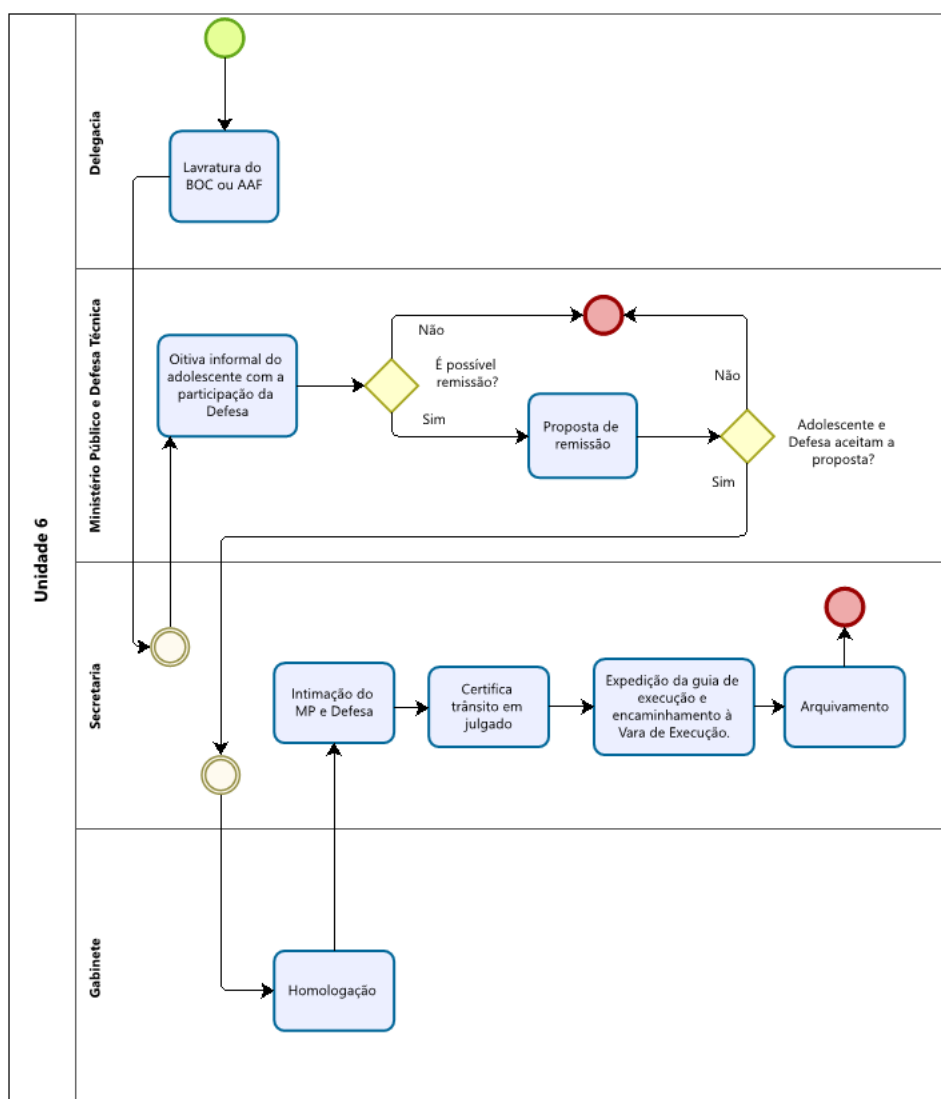 Unidade 6
Delegacia
Lavratura do
BOC ou AAF
Ministério Público e Defesa Técnica
Oitiva informal do
adolescente com a
participação da
Defesa
Não
É possível
remissão?
Sim
Proposta de
remissão
Não
Adolescente e
Defesa aceitam a
proposta?
Sim
Secretaria
Intimação do
MP e Defesa
Certifica
trânsito em
julgado
Expedição da guia de
execução e
encaminhamento à
Vara de Execução.
Arquivamento
Gabinete
Homologação